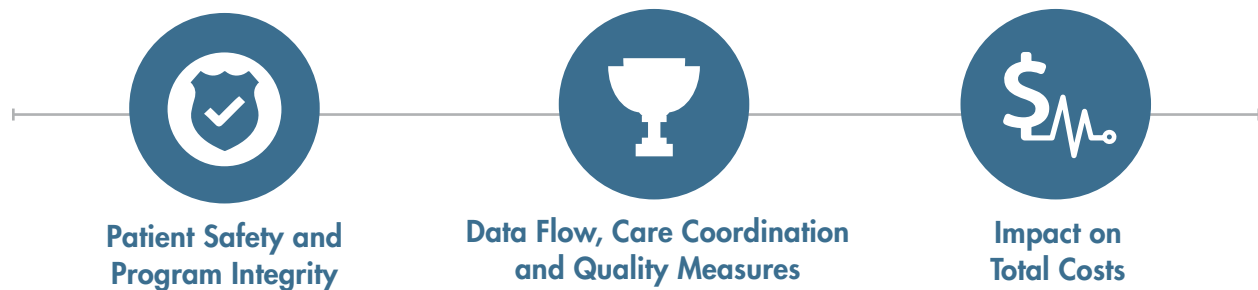 Patient Safety and
Program Integrity
Data Flow, Care Coordination
and Quality Measures
$
Impact on
Total Costs